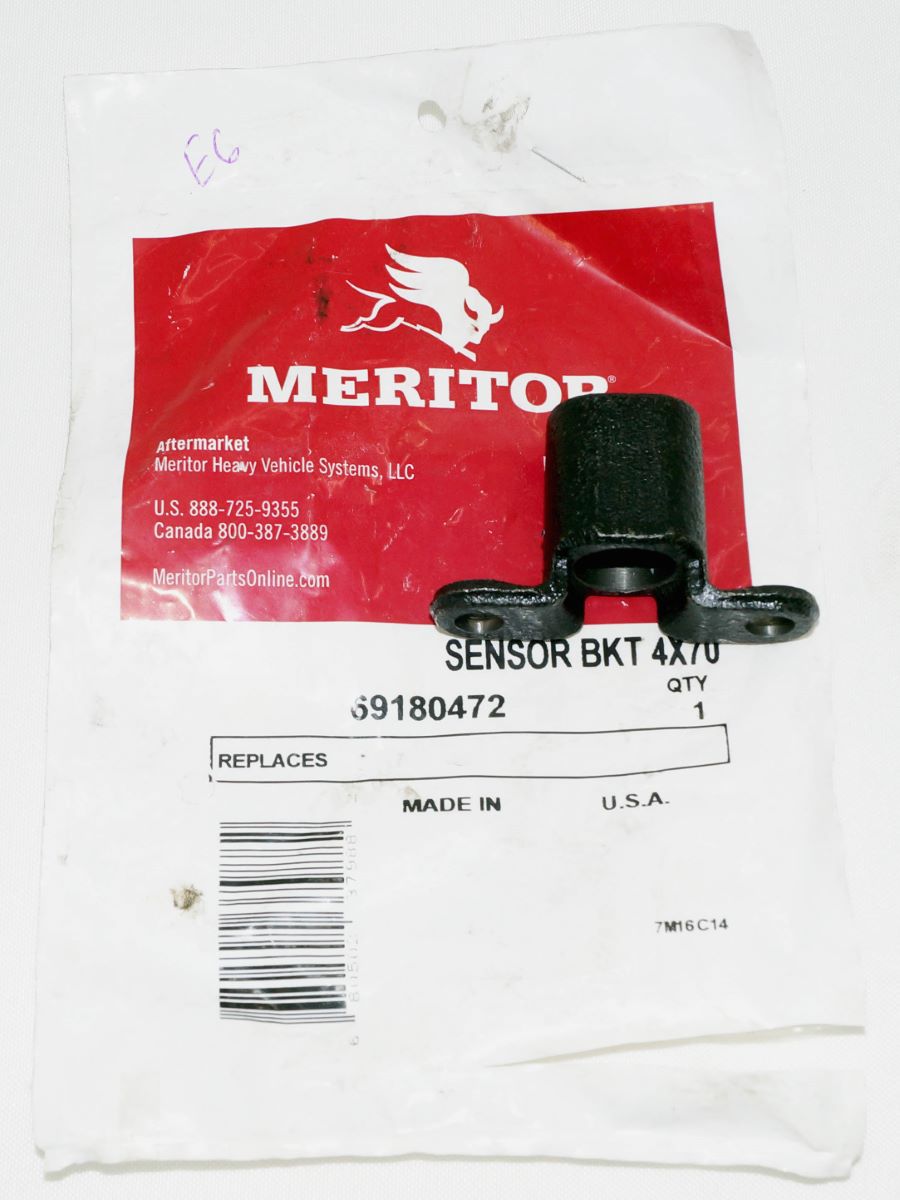 E6
MERITOR®
Aftermarket
Meritor Heavy Vehicle Systems, LLC
U.S. 888-725-9355
Canada 800-387-3889
MeritorPartsOnline.com
SENSOR BKT 4X70
QTY
69180472 1
REPLACES
MADE IN U.S.A.
7M16C14